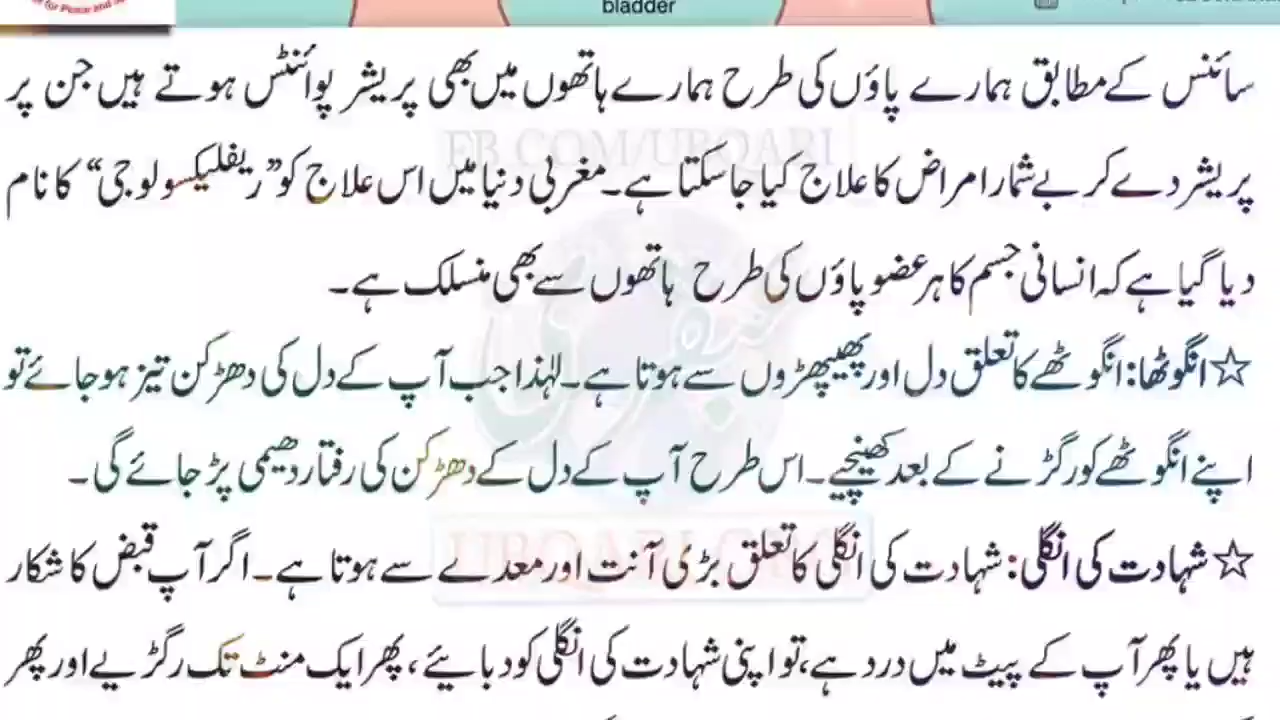 bladder
سائنس کے مطابق ہمارے پاؤں کی طرح ہمارے ہاتھوں میں بھی پریشر پوائنٹس ہوتے ہیں جن پر
پریشر دے کر بے شمار امراض کا علاج کیا جا سکتا ہے۔ مغربی دنیا میں اس علاج کو ”ریفلیکسولوجی“ کا نام
دیا گیا ہے کہ انسانی جسم کا ہر عضو پاؤں کی طرح ہاتھوں سے بھی منسلک ہے۔
FB.COM/UBQARI
☆ انگوٹھا: انگوٹھے کا تعلق دل اور پھیپھڑوں سے ہوتا ہے۔ لہٰذا جب آپ کے دل کی دھڑکن تیز ہو جائے تو
اپنے انگوٹھے کو رگڑنے کے بعد کھینچیے۔ اس طرح آپ کے دل کے دھڑکن کی رفتار دھیمی پڑ جائے گی۔
☆ شہادت کی انگلی: شہادت کی انگلی کا تعلق بڑی آنت اور معدے سے ہوتا ہے۔ اگر آپ قبض کا شکار
ہیں یا پھر آپ کے پیٹ میں درد ہے، تو اپنی شہادت کی انگلی کو دبائیے، پھر ایک منٹ تک رگڑیے اور پھر